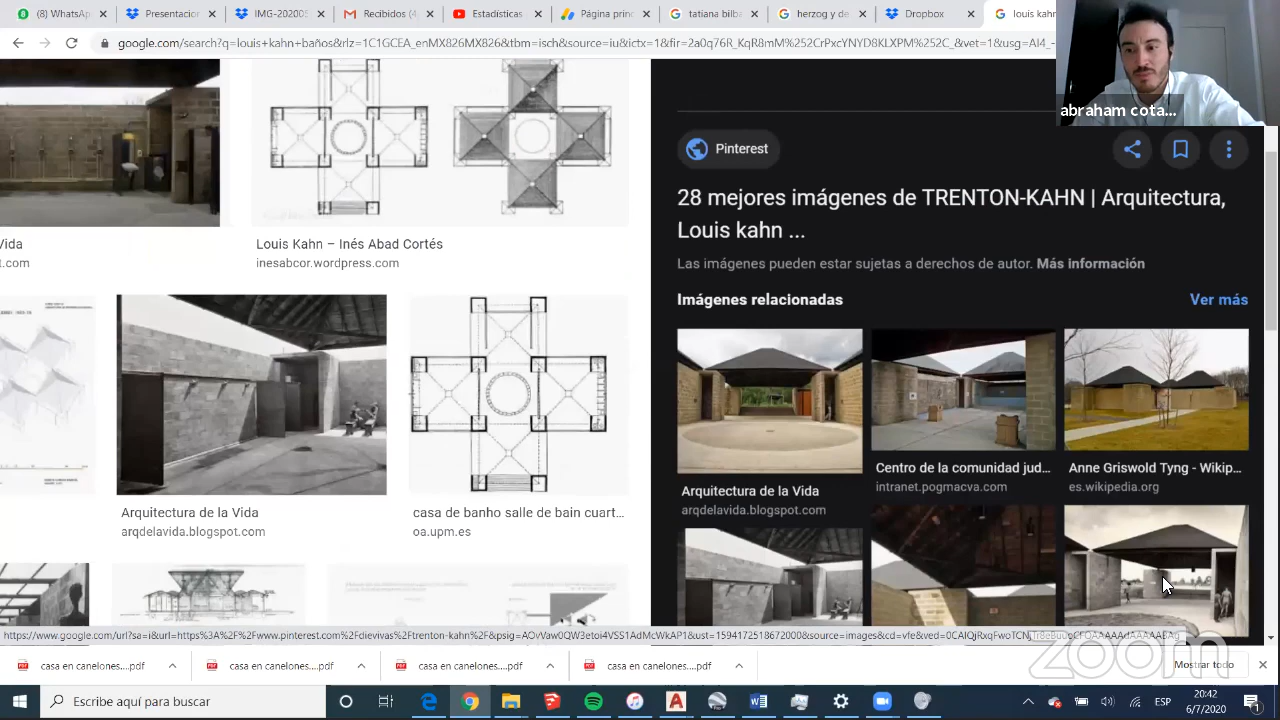 (8) WhatsAp
Dropbox
IMG-20200
Recibidos (4
Estadísticas
Página princ
tatiana bilbe
herzog y de
Dropbox
louis kahn
google.com/search?q=louis+kahn+baños&rlz=1C1GCEA_enMX826MX826&tbm=isch&source=iu&ictx=1&fir=2a0q76R_KqR8mM%252CrPxcYNYD8KLXPM%252C_&vet=1&usg=AI4_-
abraham cota...
Pinterest
28 mejores imágenes de TRENTON-KAHN | Arquitectura,
Louis kahn ...
Las imágenes pueden estar sujetas a derechos de autor. Más información
Imágenes relacionadas
Ver más
Vida
t.com
Louis Kahn – Inés Abad Cortés
inesabcor.wordpress.com
Arquitectura de la Vida
arqdelavida.blogspot.com
casa de banho salle de bain cuart...
oa.upm.es
Arquitectura de la Vida
arqdelavida.blogspot.com
Centro de la comunidad jud...
intranet.pogmacva.com
Anne Griswold Tyng - Wikip...
es.wikipedia.org
casa en canelones....pdf
casa en canelones....pdf
casa en canelones....pdf
casa en canelones....pdf
Mostrar todo
zoom
Escribe aquí para buscar
ESP
20:42
6/7/2020